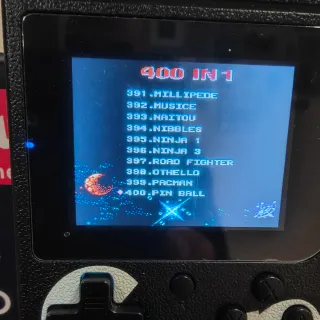 400 IN 1
391.MILLIPEDE
392.MUSICE
393.NAITOU
394.NIBBLES
395.NINJA 1
396.NINJA 3
397.ROAD FIGHTER
398.OTHELLO
399.PACMAN
400.PIN BALL